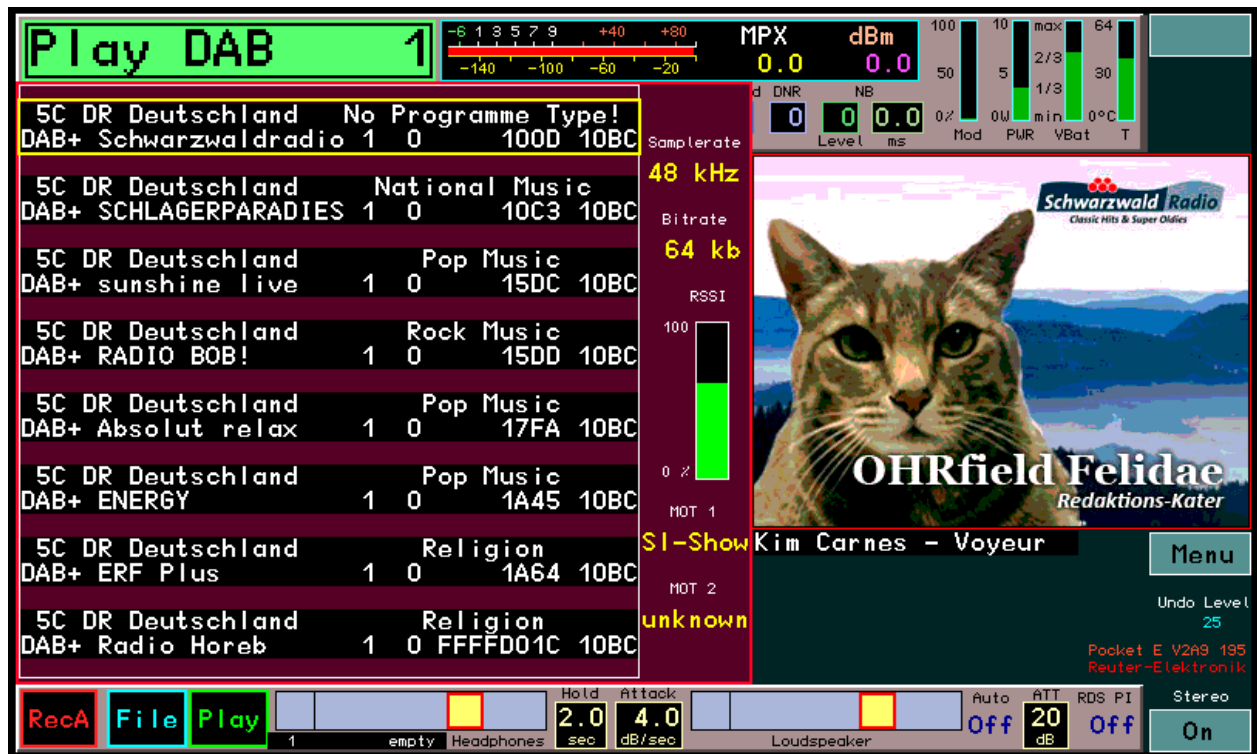 Play DAB 1
-6 1 3 5 7 9 +40 +80
-140 -100 -60 -20
MPX dBm
0.0 0.0
d DNR NB
0 0 0.0
Level ms
100 50 0%
Mod
10 5 0W
PWR
max 2/3 1/3 min
VBat
64 30 0°C
T
5C DR Deutschland No Programme Type!
DAB+ Schwarzwaldradio 1 0 100D 10BC
5C DR Deutschland National Music
DAB+ SCHLAGERPARADIES 1 0 10C3 10BC
5C DR Deutschland Pop Music
DAB+ sunshine live 1 0 15DC 10BC
5C DR Deutschland Rock Music
DAB+ RADIO BOB! 1 0 15DD 10BC
5C DR Deutschland Pop Music
DAB+ Absolut relax 1 0 17FA 10BC
5C DR Deutschland Pop Music
DAB+ ENERGY 1 0 1A45 10BC
5C DR Deutschland Religion
DAB+ ERF Plus 1 0 1A64 10BC
5C DR Deutschland Religion
DAB+ Radio Horeb 1 0 FFFFD01C 10BC
Samplerate
48 kHz
Bitrate
64 kb
RSSI
100
0 %
MOT 1
Sl-Show
MOT 2
unknown
Schwarzwald Radio
Classic Hits & Super Oldies
OHRfield Felidae
Redaktions-Kater
Kim Carnes - Voyeur
Menu
Undo Level
25
Pocket E V2A9 195
Reuter-Elektronik
RecA File Play
1 empty Headphones
Hold Attack
2.0 4.0
sec dB/sec
Loudspeaker
Auto ATT RDS PI Stereo
Off 20 Off On
dB